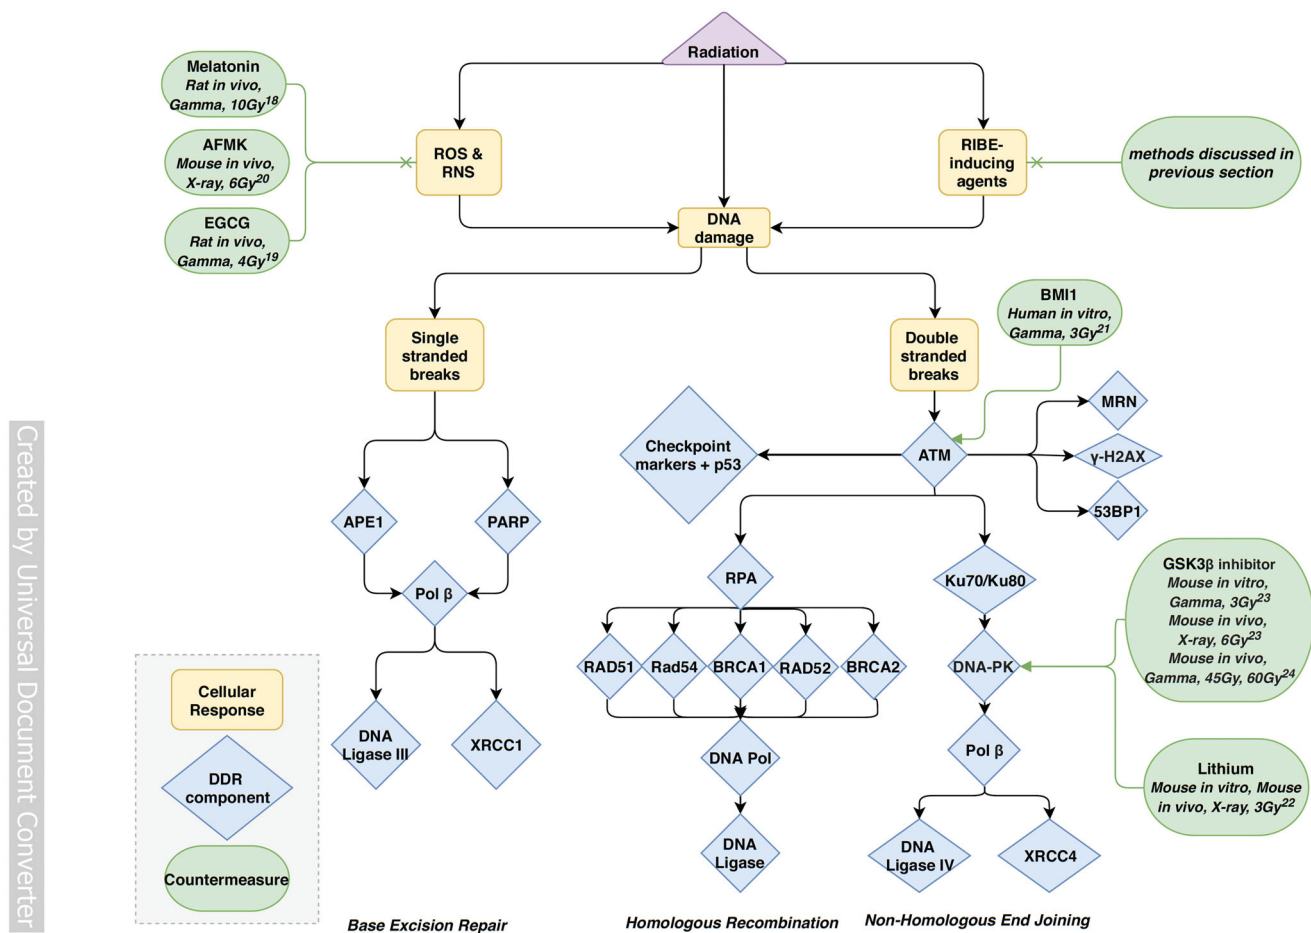 Radiation
Melatonin
Rat in vivo,
Gamma, 10Gy18
AFMK
Mouse in vivo,
X-ray, 6Gy20
EGCG
Rat in vivo,
Gamma, 4Gy19
ROS &
RNS
RIBE-
inducing
agents
methods discussed in
previous section
DNA
damage
Single
stranded
breaks
Double
stranded
breaks
BMI1
Human in vitro,
Gamma, 3Gy21
Checkpoint
markers + p53
ATM
MRN
γ-H2AX
53BP1
APE1
PARP
Pol β
DNA
Ligase III
XRCC1
RPA
Ku70/Ku80
RAD51
Rad54
BRCA1
RAD52
BRCA2
DNA-PK
GSK3β inhibitor
Mouse in vitro,
Gamma, 3Gy23
Mouse in vivo,
X-ray, 6Gy23
Mouse in vivo,
Gamma, 45Gy, 60Gy24
DNA Pol
Pol β
Lithium
Mouse in vitro, Mouse
in vivo, X-ray, 3Gy22
DNA
Ligase
DNA
Ligase IV
XRCC4
Cellular
Response
DDR
component
Countermeasure
Base Excision Repair
Homologous Recombination
Non-Homologous End Joining
Created by Universal Document Converter